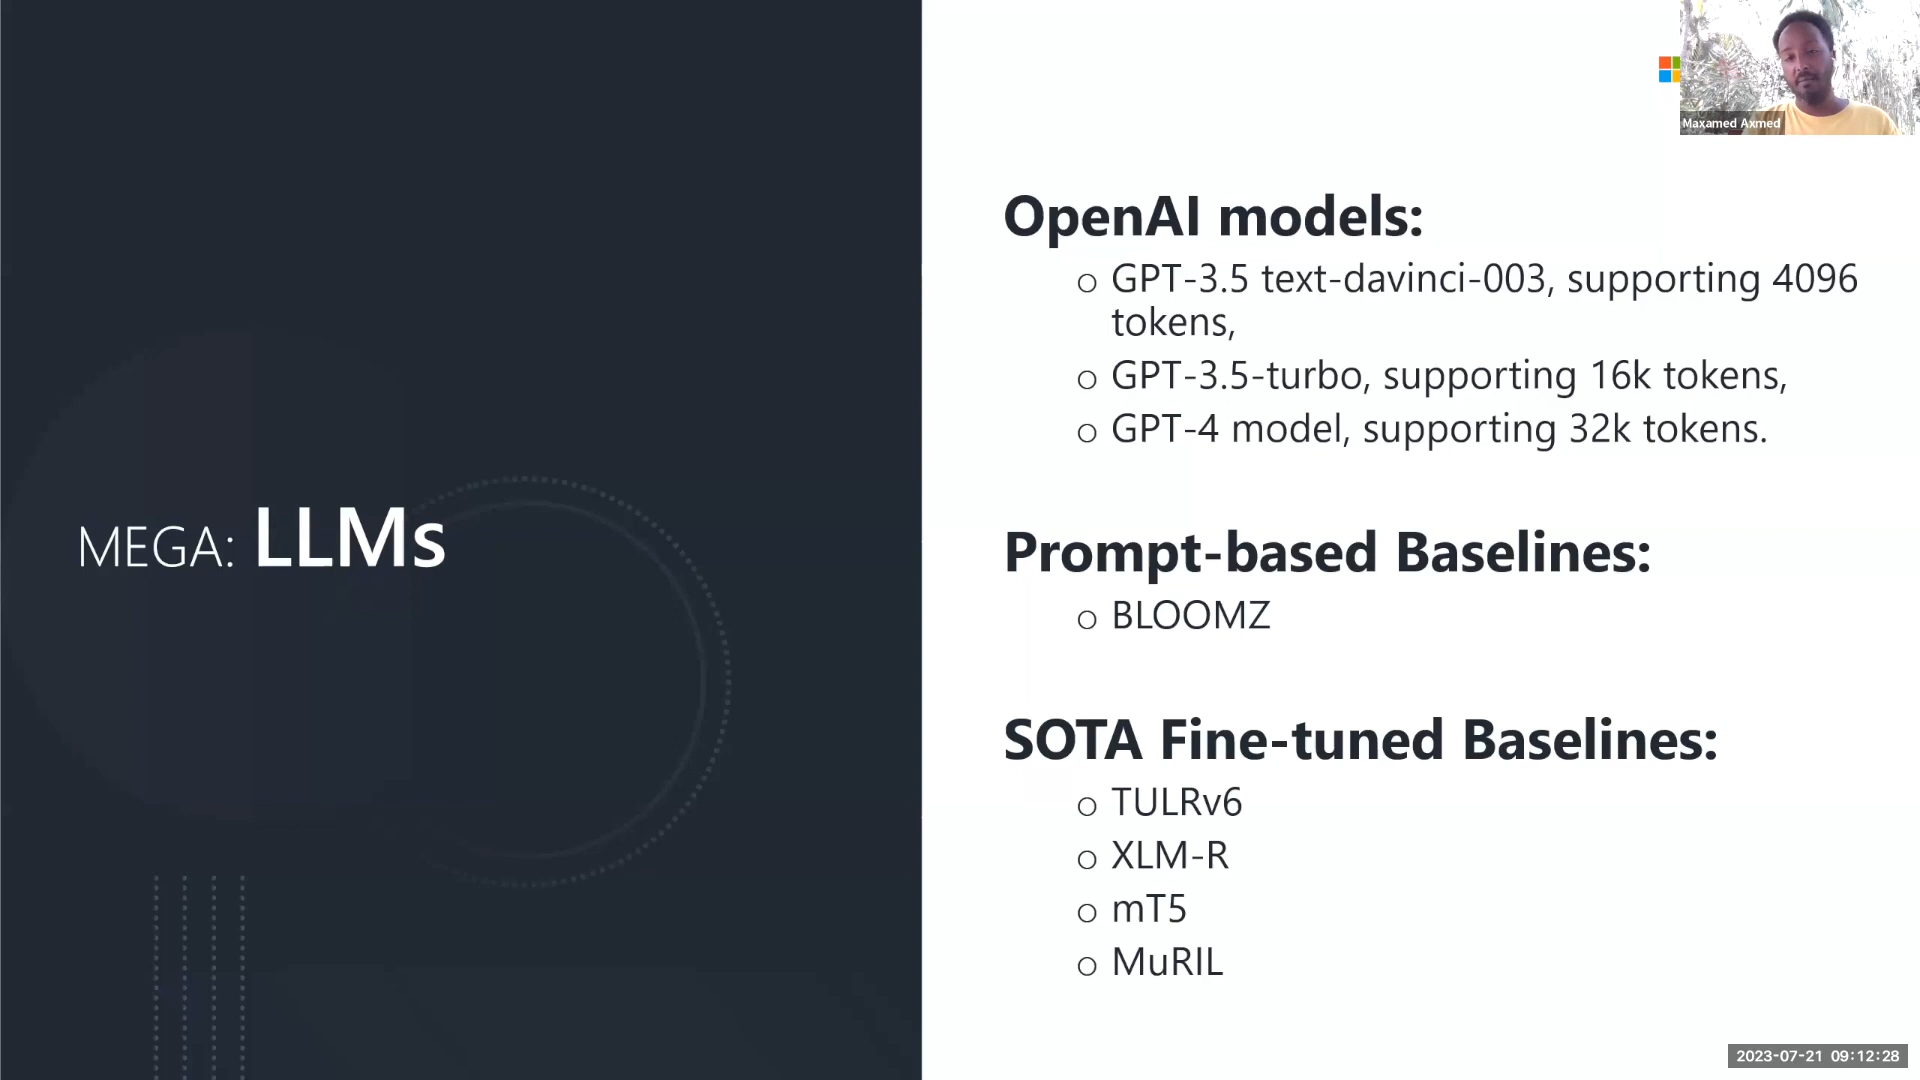 Maxamed Axmed
MEGA: LLMs
OpenAI models:
o GPT-3.5 text-davinci-003, supporting 4096
tokens,
o GPT-3.5-turbo, supporting 16k tokens,
o GPT-4 model, supporting 32k tokens.
Prompt-based Baselines:
o BLOOMZ
SOTA Fine-tuned Baselines:
o TULRv6
o XLM-R
o mT5
o MuRIL
2023-07-21 09:12:28